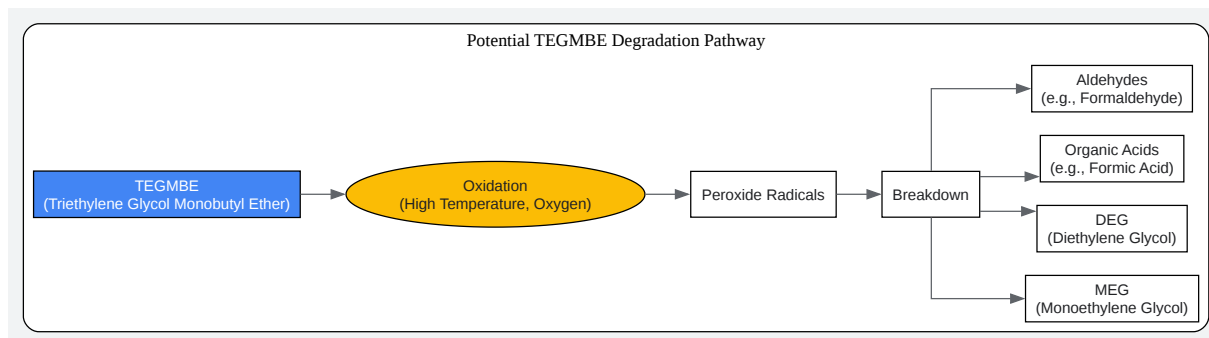 Potential TEGMBE Degradation Pathway
TEGMBE
(Triethylene Glycol Monobutyl Ether)
Oxidation
(High Temperature, Oxygen)
Peroxide Radicals
Breakdown
Aldehydes
(e.g., Formaldehyde)
Organic Acids
(e.g., Formic Acid)
DEG
(Diethylene Glycol)
MEG
(Monoethylene Glycol)